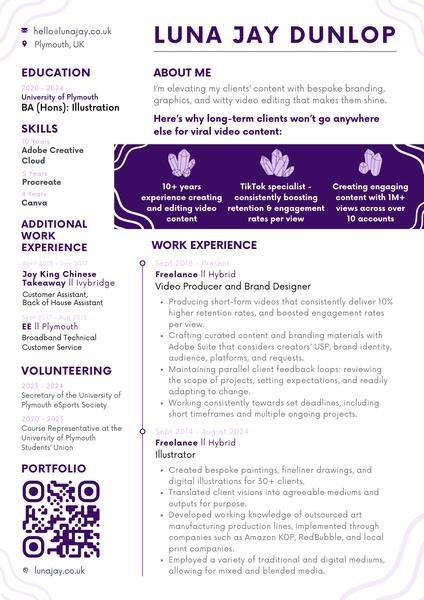 hello@lunajay.co.uk
Plymouth, UK
LUNA JAY DUNLOP
EDUCATION
2020 - 2024
University of Plymouth
BA (Hons): Illustration
SKILLS
10 Years
Adobe Creative
Cloud
5 Years
Procreate
4 Years
Canva
ADDITIONAL
WORK
EXPERIENCE
April 2015 - July 2017
Joy King Chinese
Takeaway || Ivybridge
Customer Assistant,
Back of House Assistant
Sept 2017 - Aug 2018
EE || Plymouth
Broadband Technical
Customer Service
VOLUNTEERING
2023 - 2024
Secretary of the University of
Plymouth eSports Society
2020 - 2023
Course Representative at the
University of Plymouth
Students' Union
PORTFOLIO
lunajay.co.uk
ABOUT ME
I'm elevating my clients' content with bespoke branding,
graphics, and witty video editing that makes them shine.
Here's why long-term clients won't go anywhere
else for viral video content:
10+ years
experience creating
and editing video
content
TikTok specialist -
consistently boosting
retention & engagement
rates per view
Creating engaging
content with 1M+
views across over
10 accounts
WORK EXPERIENCE
Sept 2018 - Present
Freelance || Hybrid
Video Producer and Brand Designer
• Producing short-form videos that consistently deliver 10%
higher retention rates, and boosted engagement rates
per view.
• Crafting curated content and branding materials with
Adobe Suite that considers creators' USP, brand identity,
audience, platforms, and requests.
• Maintaining parallel client feedback loops: reviewing
the scope of projects, setting expectations, and readily
adapting to change.
• Working consistently towards set deadlines, including
short timeframes and multiple ongoing projects.
Sept 2014 - August 2024
Freelance || Hybrid
Illustrator
• Created bespoke paintings, fineliner drawings, and
digital illustrations for 30+ clients.
• Translated client visions into agreeable mediums and
outputs for purpose.
• Developed working knowledge of outsourced art
manufacturing production lines, implemented through
companies such as Amazon KDP, RedBubble, and local
print companies.
• Employed a variety of traditional and digital mediums,
allowing for mixed and blended media.